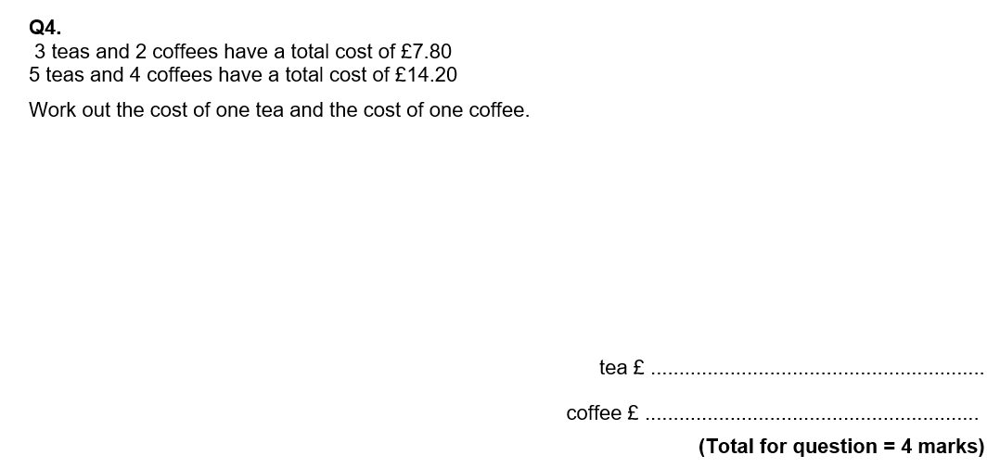 Q4.
3 teas and 2 coffees have a total cost of £7.80
5 teas and 4 coffees have a total cost of £14.20
Work out the cost of one tea and the cost of one coffee.
tea £ ...........................................................
coffee £ ...........................................................
(Total for question = 4 marks)